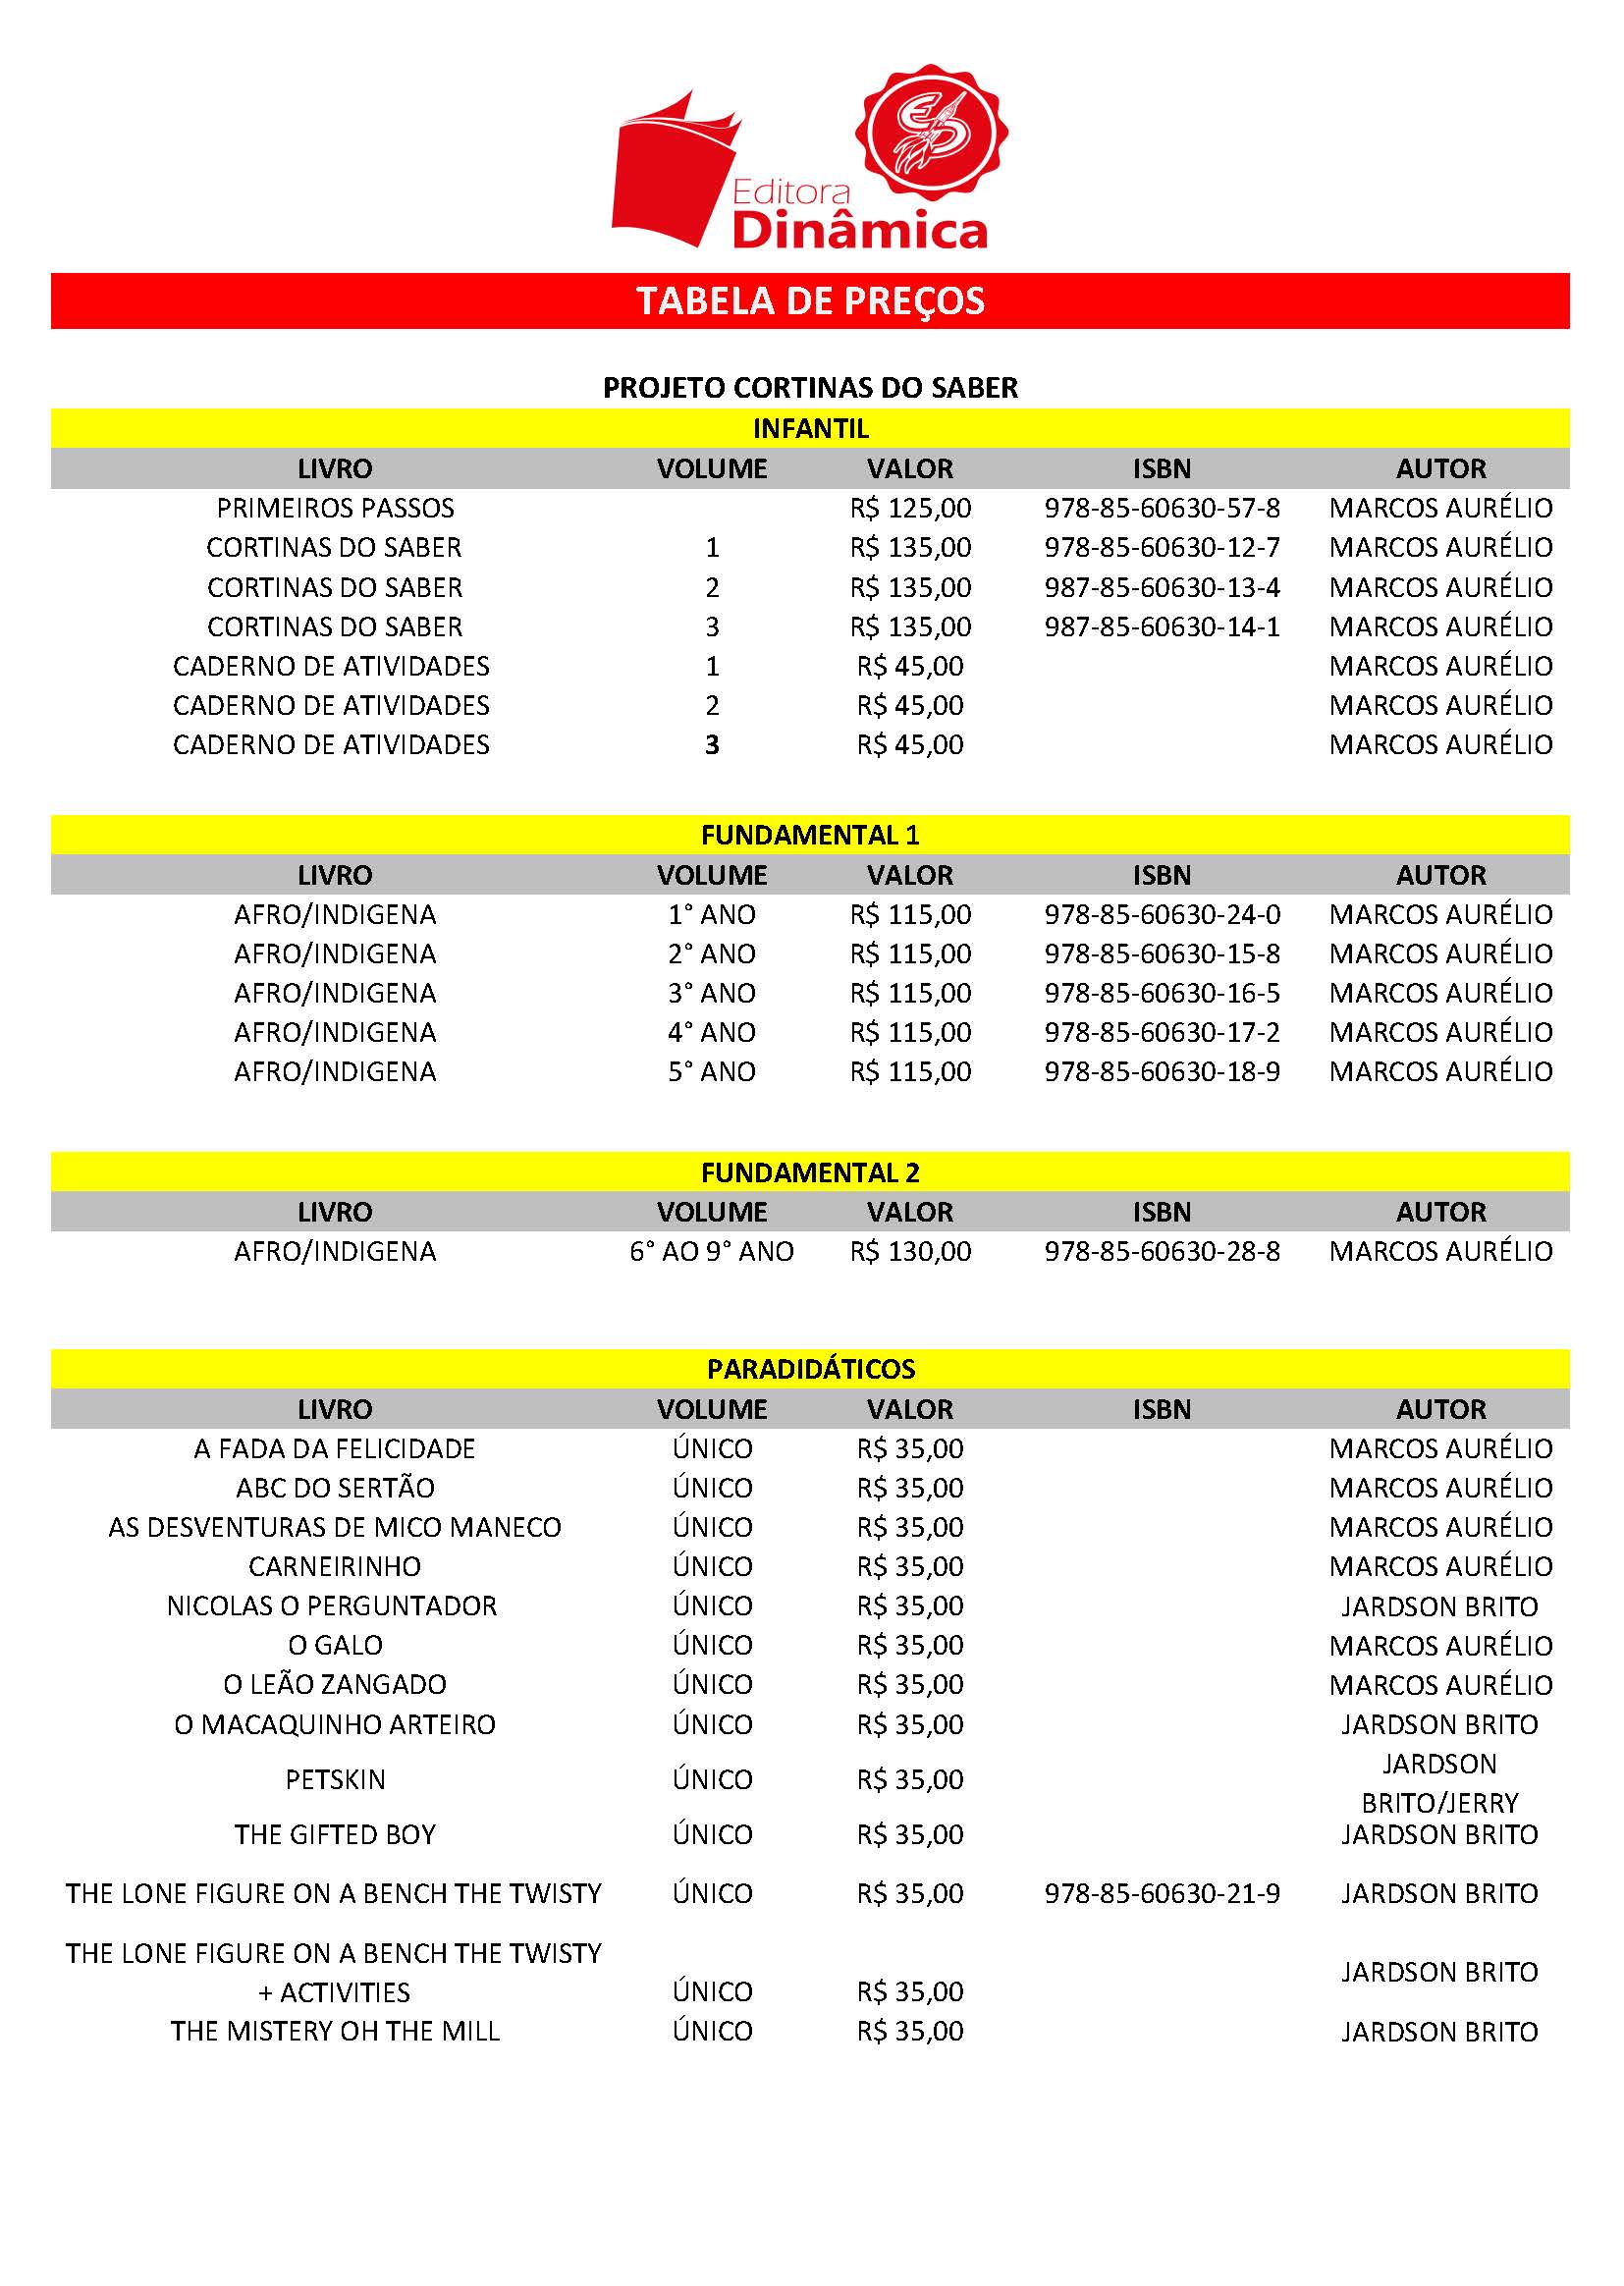 Editora
Dinâmica
TABELA DE PREÇOS
PROJETO CORTINAS DO SABER
INFANTIL
LIVRO VOLUME VALOR ISBN AUTOR
PRIMEIROS PASSOS R$ 125,00 978-85-60630-57-8 MARCOS AURÉLIO
CORTINAS DO SABER 1 R$ 135,00 978-85-60630-12-7 MARCOS AURÉLIO
CORTINAS DO SABER 2 R$ 135,00 987-85-60630-13-4 MARCOS AURÉLIO
CORTINAS DO SABER 3 R$ 135,00 987-85-60630-14-1 MARCOS AURÉLIO
CADERNO DE ATIVIDADES 1 R$ 45,00 MARCOS AURÉLIO
CADERNO DE ATIVIDADES 2 R$ 45,00 MARCOS AURÉLIO
CADERNO DE ATIVIDADES 3 R$ 45,00 MARCOS AURÉLIO
FUNDAMENTAL 1
LIVRO VOLUME VALOR ISBN AUTOR
AFRO/INDIGENA 1° ANO R$ 115,00 978-85-60630-24-0 MARCOS AURÉLIO
AFRO/INDIGENA 2° ANO R$ 115,00 978-85-60630-15-8 MARCOS AURÉLIO
AFRO/INDIGENA 3° ANO R$ 115,00 978-85-60630-16-5 MARCOS AURÉLIO
AFRO/INDIGENA 4° ANO R$ 115,00 978-85-60630-17-2 MARCOS AURÉLIO
AFRO/INDIGENA 5° ANO R$ 115,00 978-85-60630-18-9 MARCOS AURÉLIO
FUNDAMENTAL 2
LIVRO VOLUME VALOR ISBN AUTOR
AFRO/INDIGENA 6° AO 9° ANO R$ 130,00 978-85-60630-28-8 MARCOS AURÉLIO
PARADIDÁTICOS
LIVRO VOLUME VALOR ISBN AUTOR
A FADA DA FELICIDADE ÚNICO R$ 35,00 MARCOS AURÉLIO
ABC DO SERTÃO ÚNICO R$ 35,00 MARCOS AURÉLIO
AS DESVENTURAS DE MICO MANECO ÚNICO R$ 35,00 MARCOS AURÉLIO
CARNEIRINHO ÚNICO R$ 35,00 MARCOS AURÉLIO
NICOLAS O PERGUNTADOR ÚNICO R$ 35,00 JARDSON BRITO
O GALO ÚNICO R$ 35,00 MARCOS AURÉLIO
O LEÃO ZANGADO ÚNICO R$ 35,00 MARCOS AURÉLIO
O MACAQUINHO ARTEIRO ÚNICO R$ 35,00 JARDSON BRITO
JARDSON
PETSKIN ÚNICO R$ 35,00
BRITO/JERRY
THE GIFTED BOY ÚNICO R$ 35,00 JARDSON BRITO
THE LONE FIGURE ON A BENCH THE TWISTY ÚNICO R$ 35,00 978-85-60630-21-9 JARDSON BRITO
THE LONE FIGURE ON A BENCH THE TWISTY
JARDSON BRITO
+ ACTIVITIES ÚNICO R$ 35,00
THE MISTERY OH THE MILL ÚNICO R$ 35,00 JARDSON BRITO